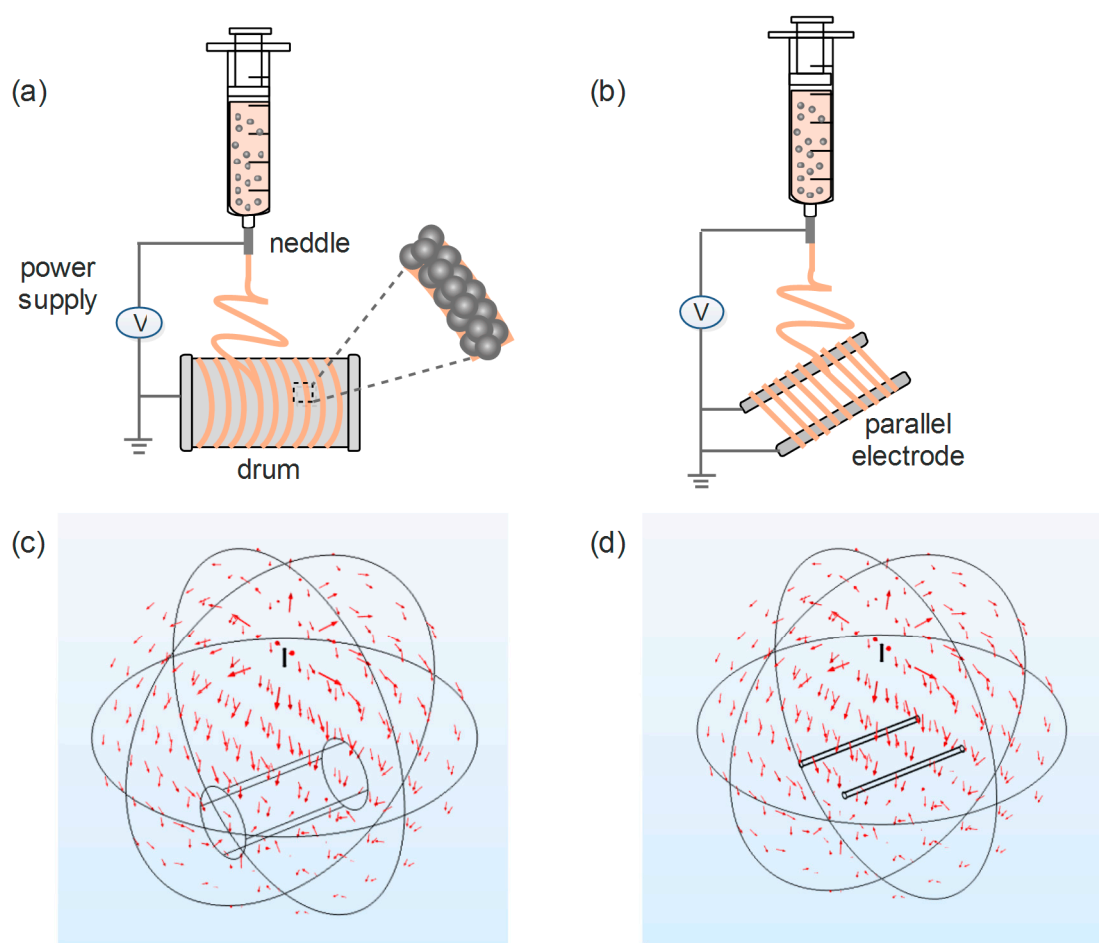 (a)
(b)
neddle
power
supply
V
V
drum
parallel
electrode
(c)
(d)